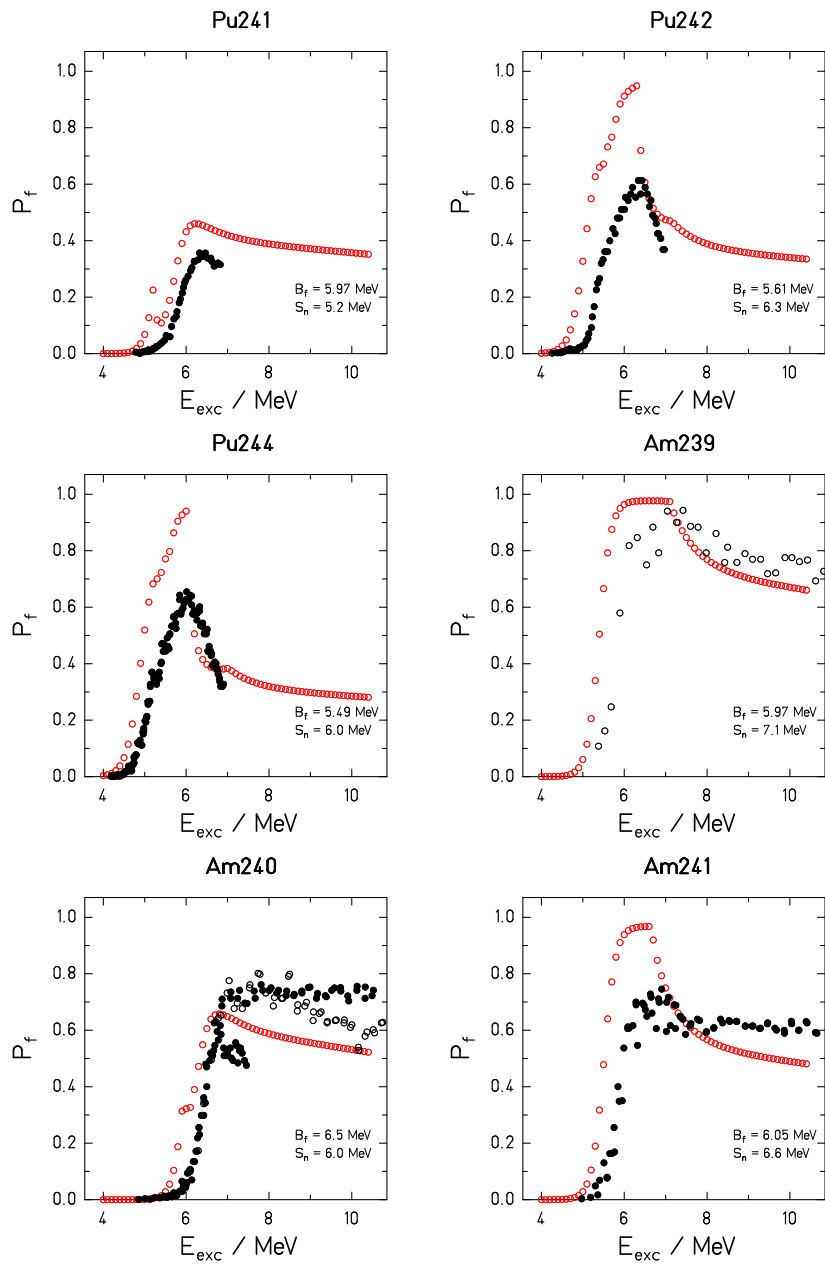 Pu241
Pu242
1.0
0.8
0.6
0.4
0.2
0.0
P_f
B_f = 5.97 MeV
S_n = 5.2 MeV
4 6 8 10
E_exc / MeV
1.0
0.8
0.6
0.4
0.2
0.0
P_f
B_f = 5.61 MeV
S_n = 6.3 MeV
4 6 8 10
E_exc / MeV
Pu244
Am239
1.0
0.8
0.6
0.4
0.2
0.0
P_f
B_f = 5.49 MeV
S_n = 6.0 MeV
4 6 8 10
E_exc / MeV
1.0
0.8
0.6
0.4
0.2
0.0
P_f
B_f = 5.97 MeV
S_n = 7.1 MeV
4 6 8 10
E_exc / MeV
Am240
Am241
1.0
0.8
0.6
0.4
0.2
0.0
P_f
B_f = 6.5 MeV
S_n = 6.0 MeV
4 6 8 10
E_exc / MeV
1.0
0.8
0.6
0.4
0.2
0.0
P_f
B_f = 6.05 MeV
S_n = 6.6 MeV
4 6 8 10
E_exc / MeV